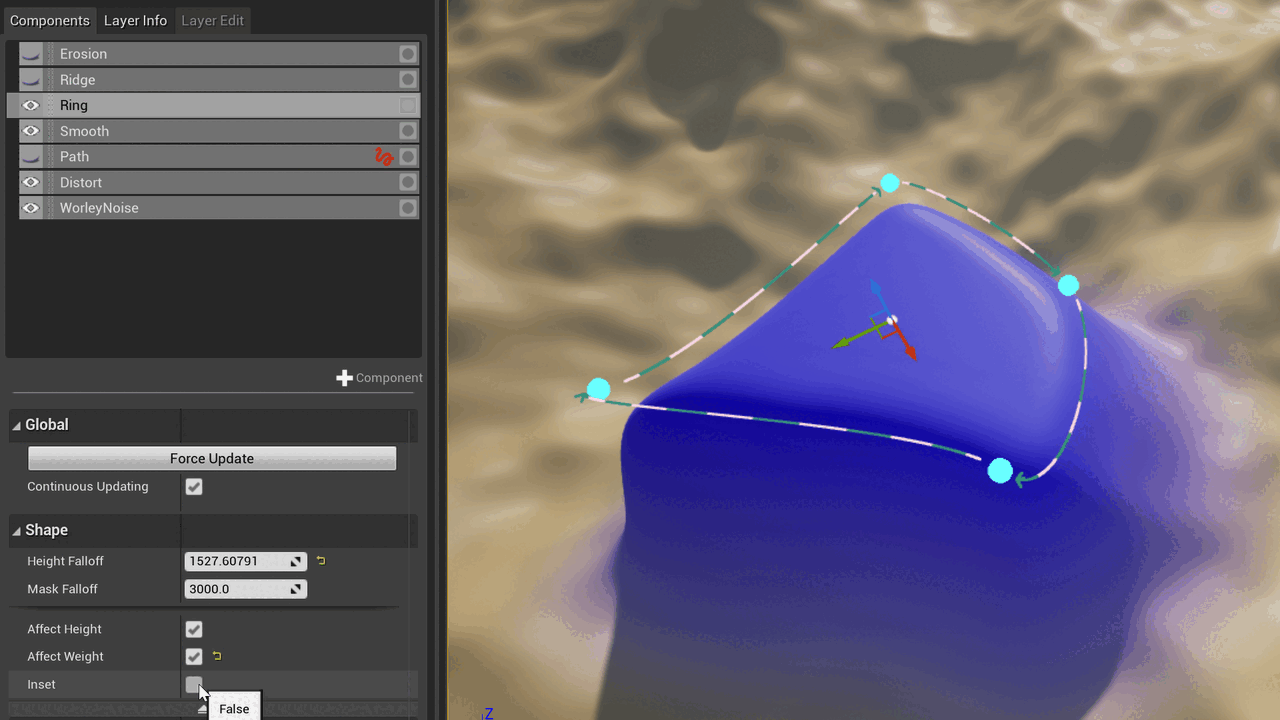 Components Layer Info Layer Edit
Erosion
Ridge
Ring
Smooth
Path
Distort
WorleyNoise
Component
Global
Force Update
Continuous Updating
Shape
Height Falloff 1527.60791
Mask Falloff 3000.0
Affect Height
Affect Weight
Inset
False
Z